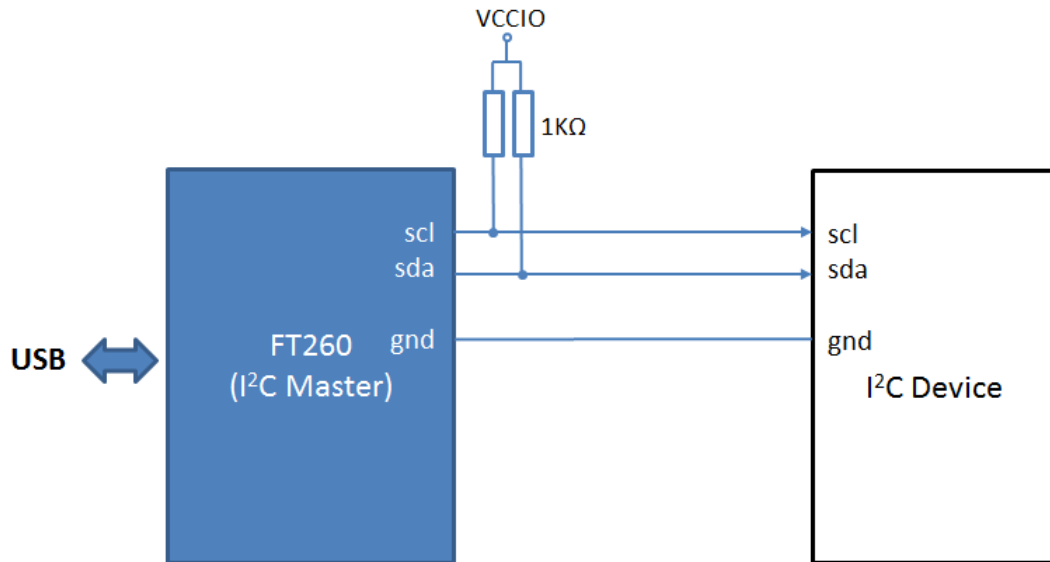 VCCIO
1KΩ
scl
sda
gnd
USB
FT260
(I²C Master)
scl
sda
gnd
I²C Device